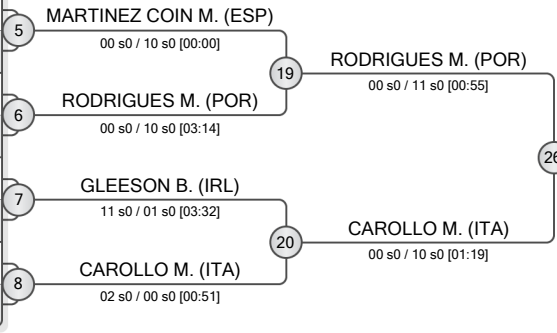 MARTINEZ COIN M. (ESP)
5
00 s0 / 10 s0 [00:00]
19
RODRIGUES M. (POR)
00 s0 / 11 s0 [00:55]
RODRIGUES M. (POR)
6
00 s0 / 10 s0 [03:14]
26
GLEESON B. (IRL)
7
11 s0 / 01 s0 [03:32]
20
CAROLLO M. (ITA)
00 s0 / 10 s0 [01:19]
CAROLLO M. (ITA)
8
02 s0 / 00 s0 [00:51]